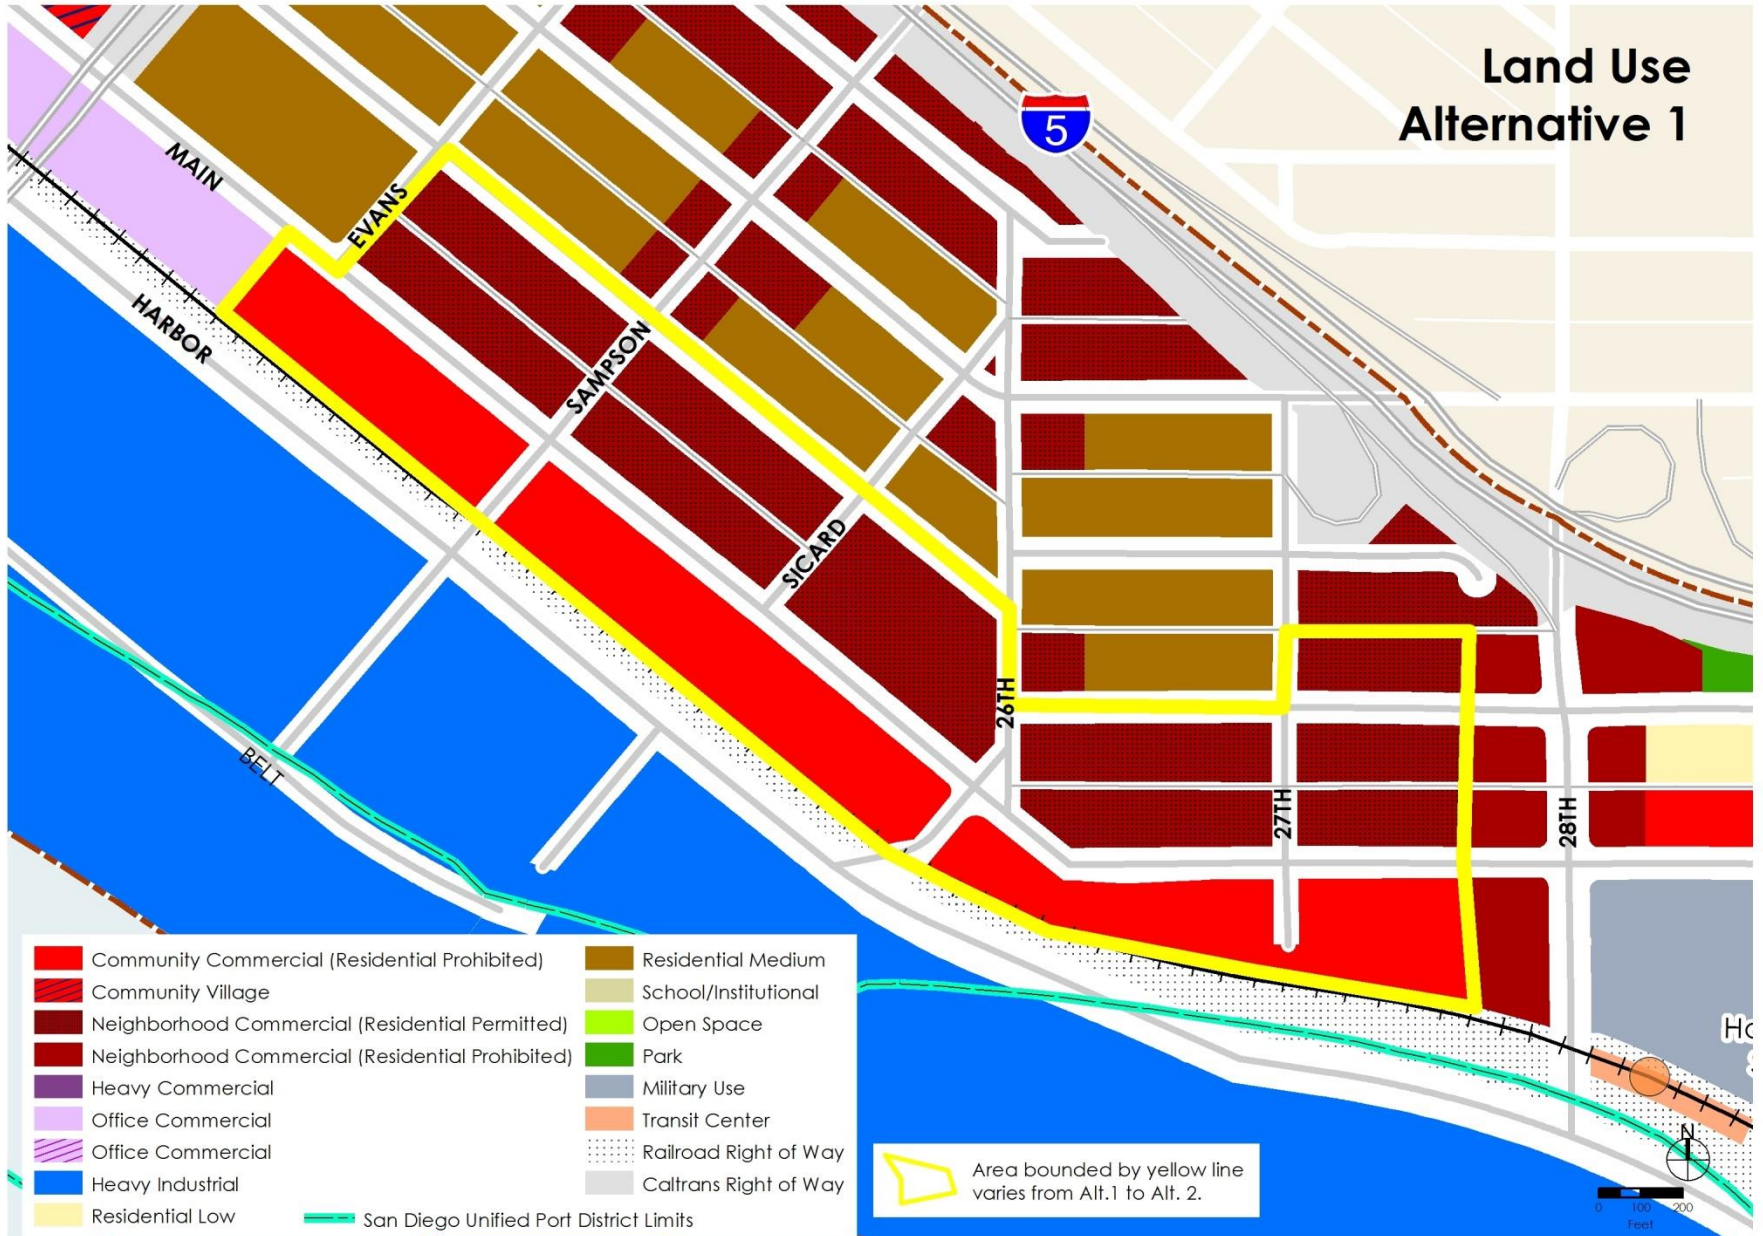 Land Use
Alternative 1
5
MAIN
EVANS
HARBOR
SAMPSON
SICARD
26TH
BELT
27TH
28TH
Community Commercial (Residential Prohibited)
Community Village
Neighborhood Commercial (Residential Permitted)
Neighborhood Commercial (Residential Prohibited)
Heavy Commercial
Office Commercial
Office Commercial
Heavy Industrial
Residential Low
Residential Medium
School/Institutional
Open Space
Park
Military Use
Transit Center
Railroad Right of Way
Caltrans Right of Way
San Diego Unified Port District Limits
Area bounded by yellow line
varies from Alt.1 to Alt. 2.
N
0 100 200
Feet